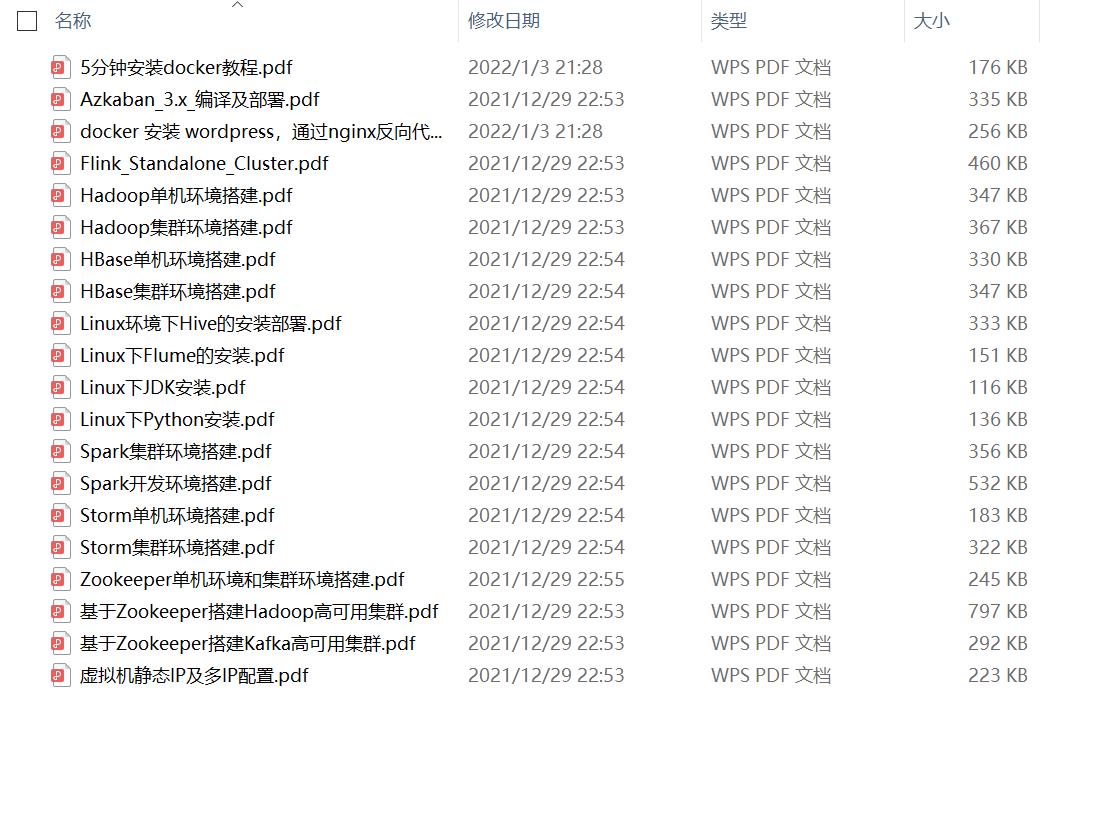 名称 修改日期 类型 大小
5分钟安装docker教程.pdf 2022/1/3 21:28 WPS PDF 文档 176 KB
Azkaban_3.x_编译及部署.pdf 2021/12/29 22:53 WPS PDF 文档 335 KB
docker 安装 wordpress，通过nginx反向代... 2022/1/3 21:28 WPS PDF 文档 256 KB
Flink_Standalone_Cluster.pdf 2021/12/29 22:53 WPS PDF 文档 460 KB
Hadoop单机环境搭建.pdf 2021/12/29 22:53 WPS PDF 文档 347 KB
Hadoop集群环境搭建.pdf 2021/12/29 22:53 WPS PDF 文档 367 KB
HBase单机环境搭建.pdf 2021/12/29 22:54 WPS PDF 文档 330 KB
HBase集群环境搭建.pdf 2021/12/29 22:54 WPS PDF 文档 347 KB
Linux环境下Hive的安装部署.pdf 2021/12/29 22:54 WPS PDF 文档 333 KB
Linux下Flume的安装.pdf 2021/12/29 22:54 WPS PDF 文档 151 KB
Linux下JDK安装.pdf 2021/12/29 22:54 WPS PDF 文档 116 KB
Linux下Python安装.pdf 2021/12/29 22:54 WPS PDF 文档 136 KB
Spark集群环境搭建.pdf 2021/12/29 22:54 WPS PDF 文档 356 KB
Spark开发环境搭建.pdf 2021/12/29 22:54 WPS PDF 文档 532 KB
Storm单机环境搭建.pdf 2021/12/29 22:54 WPS PDF 文档 183 KB
Storm集群环境搭建.pdf 2021/12/29 22:54 WPS PDF 文档 322 KB
Zookeeper单机环境和集群环境搭建.pdf 2021/12/29 22:55 WPS PDF 文档 245 KB
基于Zookeeper搭建Hadoop高可用集群.pdf 2021/12/29 22:53 WPS PDF 文档 797 KB
基于Zookeeper搭建Kafka高可用集群.pdf 2021/12/29 22:53 WPS PDF 文档 292 KB
虚拟机静态IP及多IP配置.pdf 2021/12/29 22:53 WPS PDF 文档 223 KB